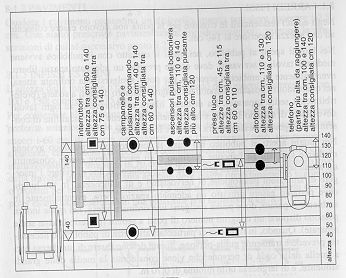 interruttori
altezza tra cm 60 e 140
altezza consigliata tra
cm 75 e 140
campanello e
pulsante a comando
altezza tra cm. 40 e 140
altezza consigliata tra
cm 60 e 140
ascensori pulsanti bottoniera
altezza tra cm. 110 e 140
altezza consigliata pulsante
più alto cm. 120
prese luce
altezza tra cm. 45 e 115
altezza consigliata tra
cm 60 e 110
citofono
altezza tra cm. 110 e 130
altezza consigliata cm. 120
telefono
(parte più alta da raggiungere)
altezza tra cm. 100 e 140
altezza consigliata cm. 120
140
40
140
130
120
110
100
90
80
70
60
50
40
altezza